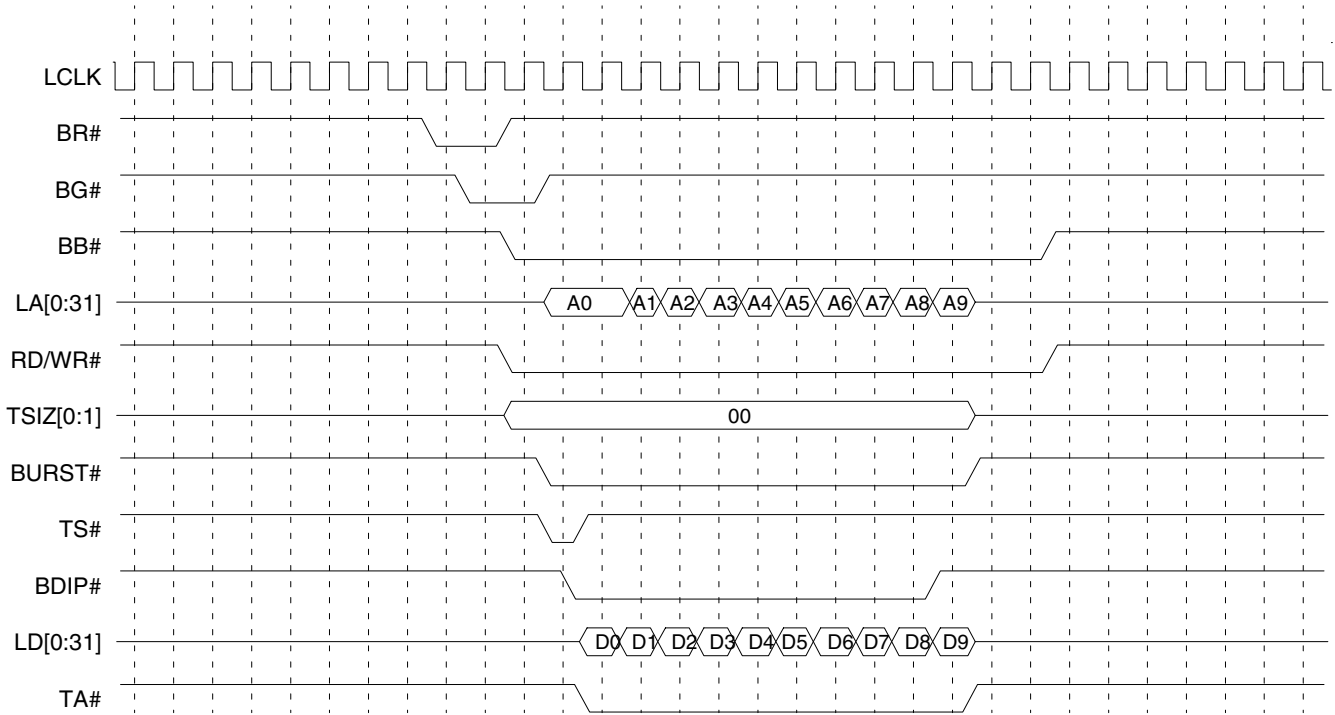 LCLK
BR#
BG#
BB#
LA[0:31] A0 A1 A2 A3 A4 A5 A6 A7 A8 A9
RD/WR#
TSIZ[0:1] 00
BURST#
TS#
BDIP#
LD[0:31] D0 D1 D2 D3 D4 D5 D6 D7 D8 D9
TA#